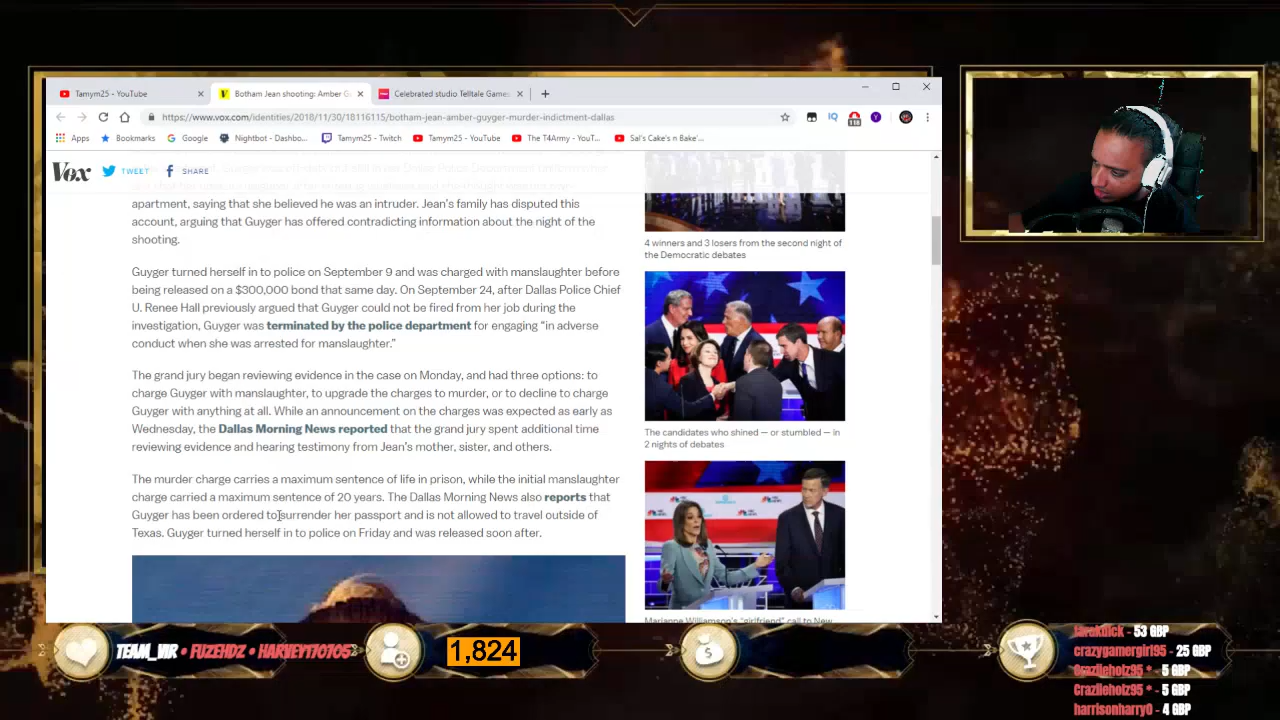 Tamym25 - YouTube
Botham Jean shooting: Amber G
Celebrated studio Telltale Games
https://www.vox.com/identities/2018/11/30/18116115/botham-jean-amber-guyger-murder-indictment-dallas
Apps
Bookmarks
Google
Nightbot - Dashbo...
Tamym25 - Twitch
Tamym25 - YouTube
The T4Army - YouT...
Sal's Cake's n Bake'...
Vox
TWEET
SHARE
apartment, saying that she believed he was an intruder. Jean's family has disputed this
account, arguing that Guyger has offered contradicting information about the night of the
shooting.
Guyger turned herself in to police on September 9 and was charged with manslaughter before
being released on a $300,000 bond that same day. On September 24, after Dallas Police Chief
U. Renee Hall previously argued that Guyger could not be fired from her job during the
investigation, Guyger was terminated by the police department for engaging "in adverse
conduct when she was arrested for manslaughter."
The grand jury began reviewing evidence in the case on Monday, and had three options: to
charge Guyger with manslaughter, to upgrade the charges to murder, or to decline to charge
Guyger with anything at all. While an announcement on the charges was expected as early as
Wednesday, the Dallas Morning News reported that the grand jury spent additional time
reviewing evidence and hearing testimony from Jean's mother, sister, and others.
The murder charge carries a maximum sentence of life in prison, while the initial manslaughter
charge carried a maximum sentence of 20 years. The Dallas Morning News also reports that
Guyger has been ordered to surrender her passport and is not allowed to travel outside of
Texas. Guyger turned herself in to police on Friday and was released soon after.
4 winners and 3 losers from the second night of
the Democratic debates
The candidates who shined — or stumbled — in
2 nights of debates
Marianne Williamson's "girlfriend" call to New
TEAM_VIR • FUZEHDZ • HARVEY170705
1,824
53 GBP
crazygamergirl95 - 25 GBP
Crazlieholz95 * - 5 GBP
Crazlieholz95 * - 5 GBP
harrisonharry0 - 4 GBP